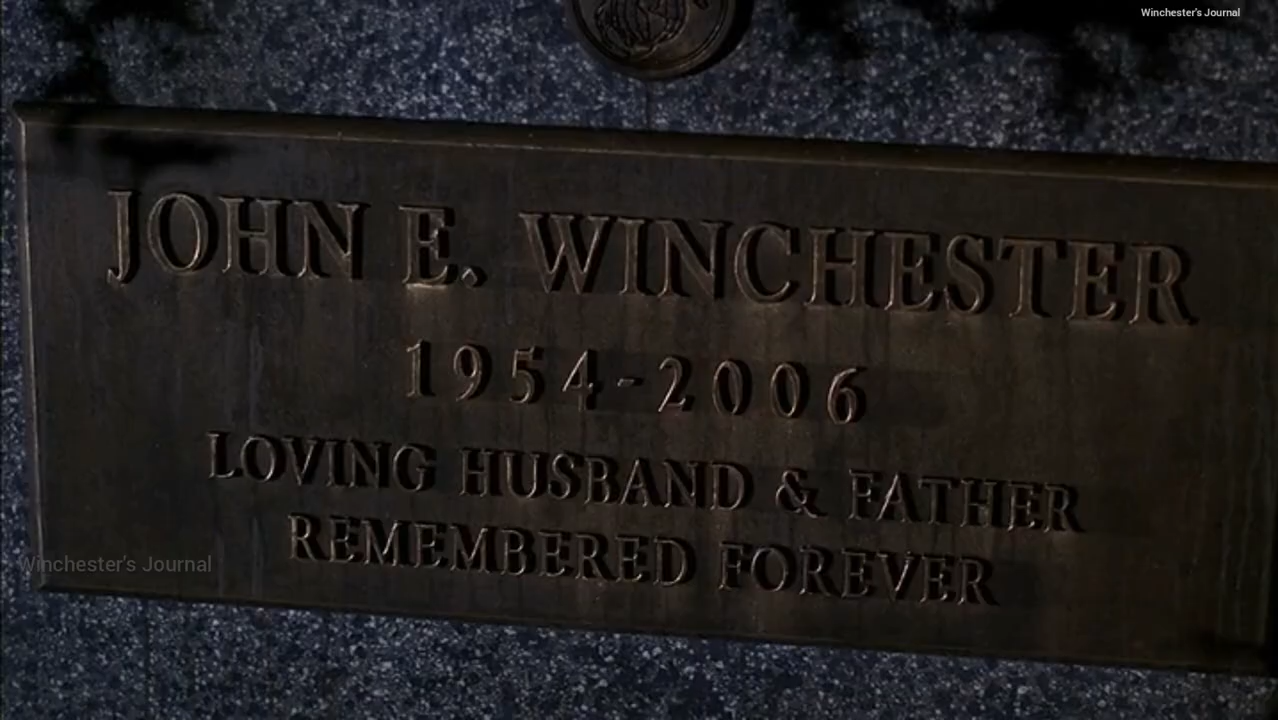 Winchester's Journal
JOHN E. WINCHESTER
1954-2006
LOVING HUSBAND & FATHER
REMEMBERED FOREVER
Winchester's Journal